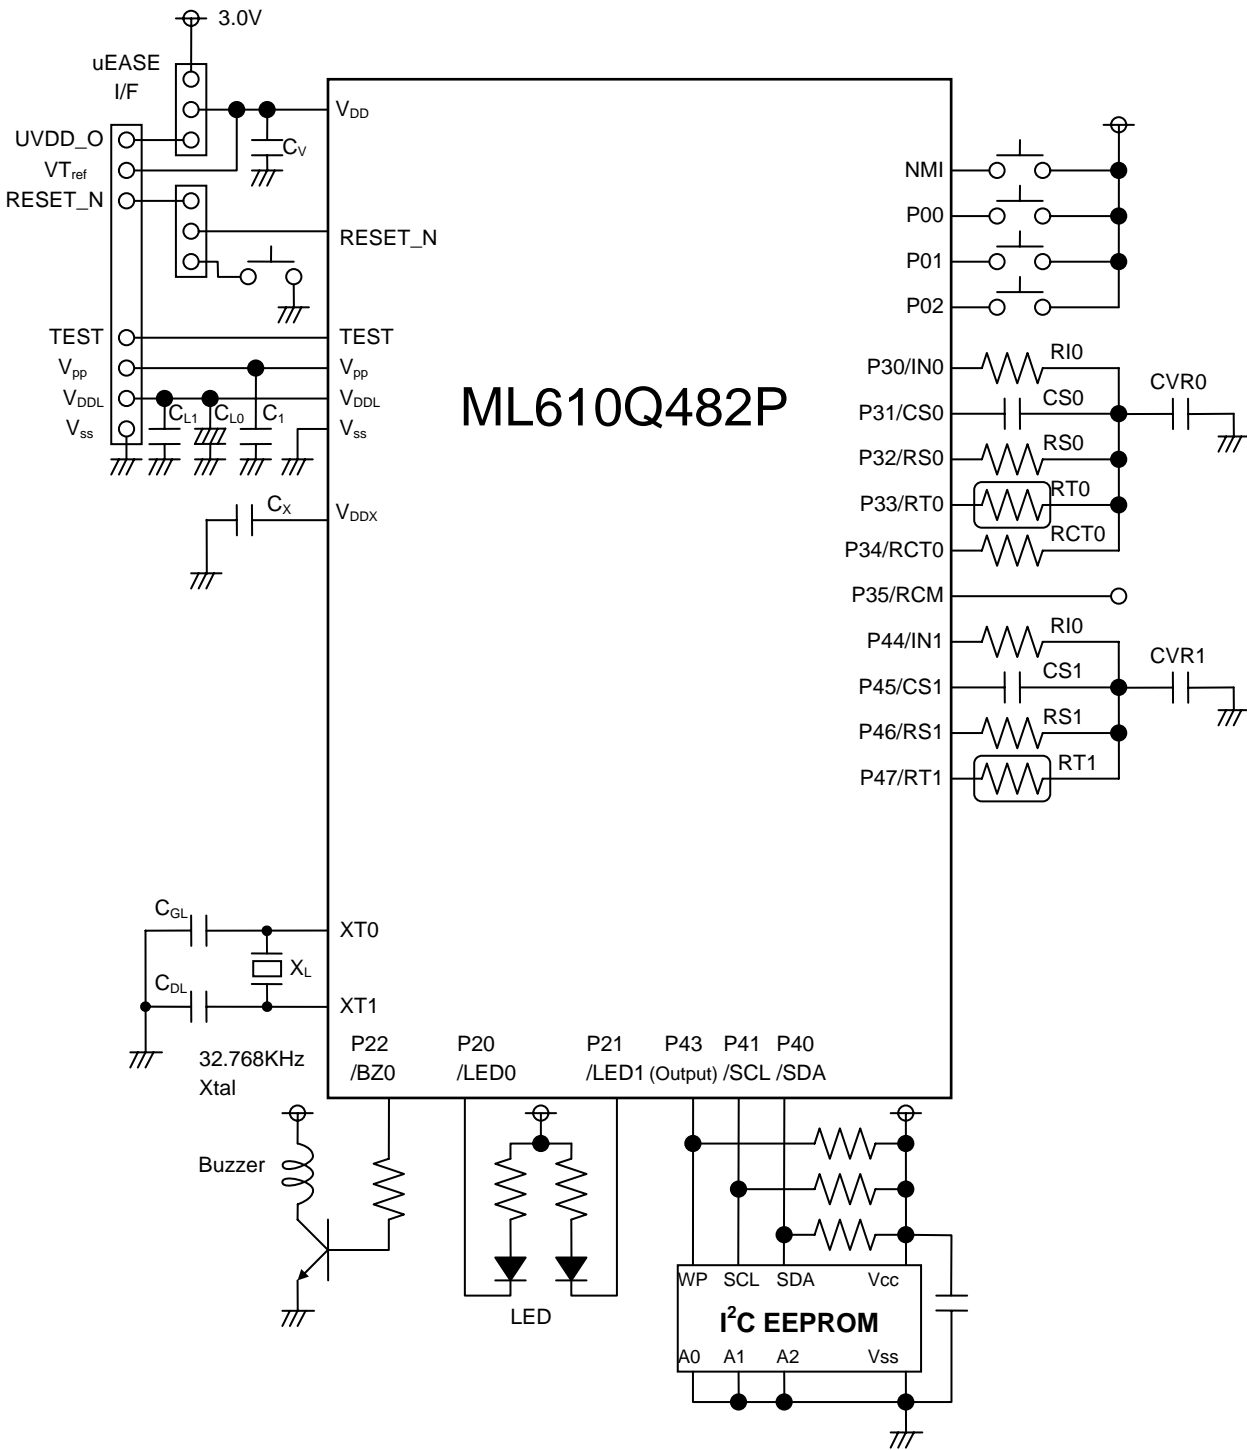 3.0V
uEASE
I/F
UVDD_O
VTref
RESET_N
TEST
Vpp
VDDL
Vss
CL1
CL0
C1
CV
CX
VDD
RESET_N
TEST
Vpp
VDDL
Vss
VDDX
ML610Q482P
NMI
P00
P01
P02
P30/IN0
RI0
P31/CS0
CS0
CVR0
P32/RS0
RS0
P33/RT0
RT0
P34/RCT0
RCT0
P35/RCM
P44/IN1
RI0
P45/CS1
CS1
CVR1
P46/RS1
RS1
P47/RT1
RT1
CGL
XT0
XL
CDL
XT1
32.768KHz
Xtal
P22
/BZ0
P20
/LED0
P21
/LED1
P43
(Output)
P41
/SCL
P40
/SDA
Buzzer
LED
WP SCL SDA Vcc
I²C EEPROM
A0 A1 A2 Vss